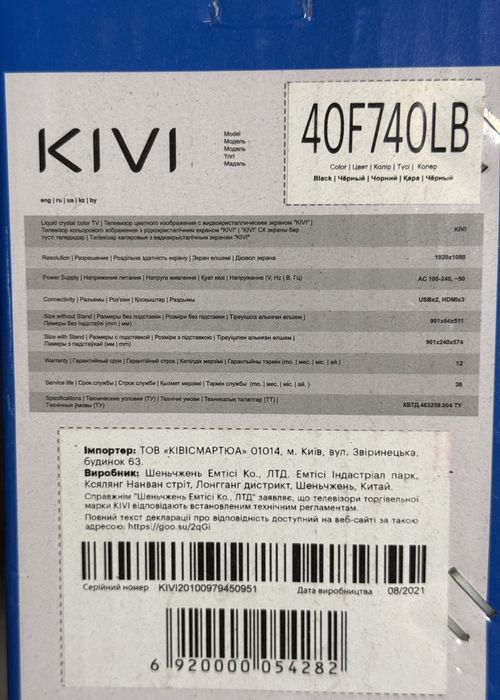 KIVI
Model
Модель
Модель
Үлгі
Мадэль
40F740LB
Color | Цвет | Колір | Түсі | Колер
Black | Чёрный | Чорний | Қара | Чёрный
eng | ru | ua | kz | by
Liquid crystal color TV | Телевизор цветного изображения с жидкокристаллическим экраном "KIVI" |
Телевізор кольорового зображення з рідкокристалічним екраном "KIVI" | "KIVI" СК экраны бар
түсті теледидар | Тэлевізар каляровыя з вадкакрысталічным экранам "KIVI"
KIVI
Resolution | Разрешение | Роздільна здатність екрану | Экран өлшемі | Дазвол экрана
1920x1080
Power Supply | Напряжение питания | Напруга живлення | Қуат көзі | Напружанне (V, Hz | В, Гц)
AC 100-240, ~50
Connectivity | Разъемы | Роз'єми | Қосқыштар | Раздымы
USBx2, HDMIx3
Size without Stand | Размеры без подставки | Розміри без підставки | Тіреуішсіз алынған өлшем |
Памеры без падстаўкі (mm | мм)
901x84x511
Size with Stand | Размеры с подставкой | Розміри з підставкою | Тіреуішпен алынған өлшем |
Памеры з падстаўкай (mm | мм)
901x240x574
Warranty | Гарантийный срок | Гарантійний строк | Кепілдік мерзімі | Гарантыйны тэрмін (mo. | мес. | міс. | ай.)
12
Service life | Срок службы | Строк служби | Қызмет мерзімі | Тэрмін службы (mo. | мес. | міс. | ай. )
36
Specifications | Технические условия (ТУ) | Технічні умови | Техникалық талаптар (ТТ) |
Тэхнічныя ўмовы (ТУ)
КБТД.463259.004 ТУ
Імпортер: ТОВ «КІВІСМАРТЮА» 01014, м. Київ, вул. Звіринецька,
будинок 63.
Виробник: Шеньчжень Емтісі Ко., ЛТД. Емтісі Індастріал парк,
Ксялянг Нанван стріт, Лонгганг дистрикт, Шеньчжень, Китай.
Справжнім "Шеньчжень Емтісі Ко., ЛТД" заявляє, що телевізори торгівельної
марки KIVI відповідають встановленим технічним регламентам.
Повний текст декларації про відповідність доступний на веб-сайті за такою
адресою: https://goo.su/2qGi
Серійний номер KIVI20100979450951 Дата виробництва 08/2021
6 920000 054282